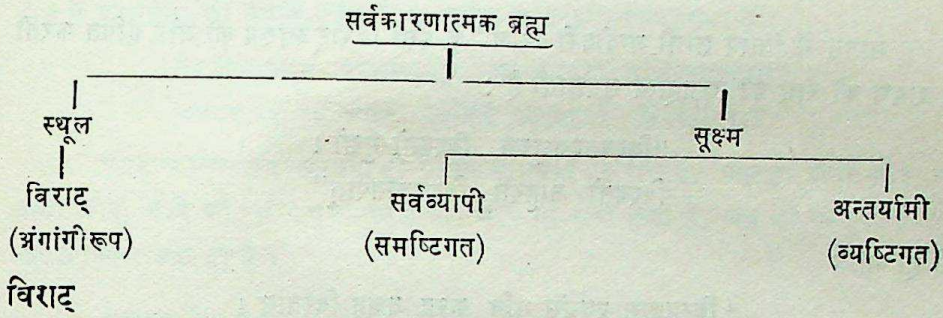 सर्वकारणात्मक ब्रह्म
स्थूल सूक्ष्म
विराट् सर्वव्यापी अन्तर्यामी
(अंगांगीरूप) (समष्टिगत) (व्यष्टिगत)
विराट्